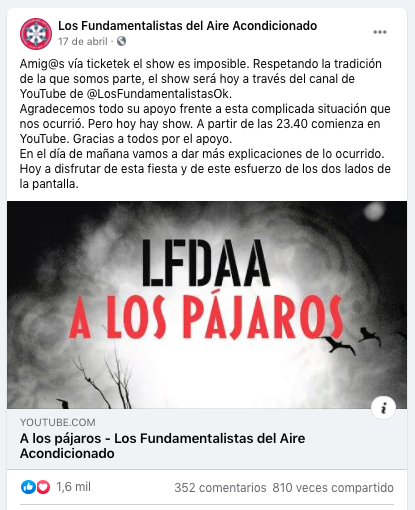 Los Fundamentalistas del Aire Acondicionado
17 de abril ·
Amig@s vía ticketek el show es imposible. Respetando la tradición
de la que somos parte, el show será hoy a través del canal de
YouTube de @LosFundamentalistasOk.
Agradecemos todo su apoyo frente a esta complicada situación que
nos ocurrió. Pero hoy hay show. A partir de las 23.40 comienza en
YouTube. Gracias a todos por el apoyo.
En el día de mañana vamos a dar más explicaciones de lo ocurrido.
Hoy a disfrutar de esta fiesta y de este esfuerzo de los dos lados de
la pantalla.
LFDAA
A LOS PÁJAROS
i
YOUTUBE.COM
A los pájaros - Los Fundamentalistas del Aire
Acondicionado
1,6 mil 352 comentarios 810 veces compartido